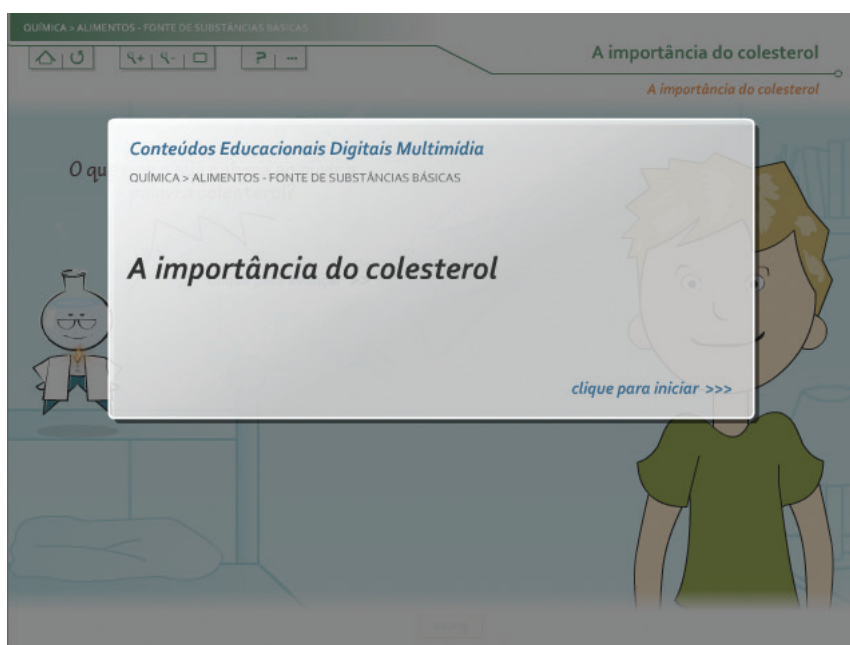 QUÍMICA > ALIMENTOS - FONTE DE SUBSTÂNCIAS BÁSICAS
A importância do colesterol
A importância do colesterol
Conteúdos Educacionais Digitais Multimídia
O qu
QUÍMICA > ALIMENTOS - FONTE DE SUBSTÂNCIAS BÁSICAS
A importância do colesterol
clique para iniciar >>>